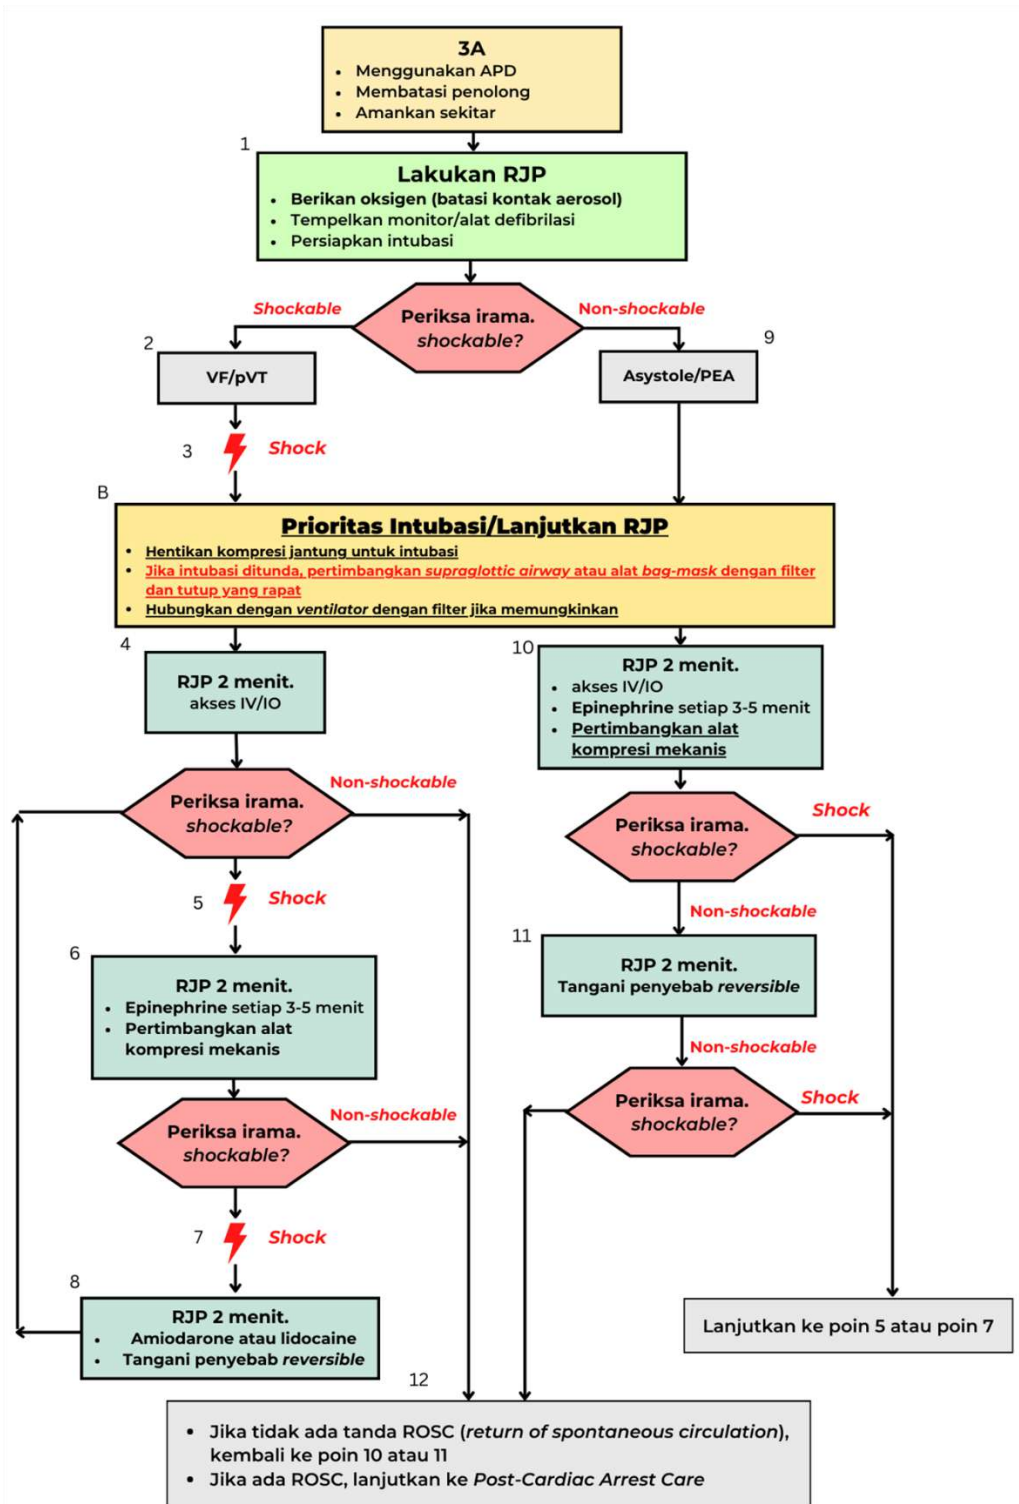 3A
• Menggunakan APD
• Membatasi penolong
• Amankan sekitar
1
Lakukan RJP
• Berikan oksigen (batasi kontak aerosol)
• Tempelkan monitor/alat defibrilasi
• Persiapkan intubasi
Shockable
Periksa irama.
shockable?
Non-shockable
2
VF/pVT
9
Asystole/PEA
3
Shock
B
Prioritas Intubasi/Lanjutkan RJP
• Hentikan kompresi jantung untuk intubasi
• Jika intubasi ditunda, pertimbangkan supraglottic airway atau alat bag-mask dengan filter
dan tutup yang rapat
• Hubungkan dengan ventilator dengan filter jika memungkinkan
4
RJP 2 menit.
akses IV/IO
Periksa irama.
shockable?
Non-shockable
5
Shock
6
RJP 2 menit.
• Epinephrine setiap 3-5 menit
• Pertimbangkan alat
kompresi mekanis
Periksa irama.
shockable?
Non-shockable
7
Shock
8
RJP 2 menit.
• Amiodarone atau lidocaine
• Tangani penyebab reversible
10
RJP 2 menit.
• akses IV/IO
• Epinephrine setiap 3-5 menit
• Pertimbangkan alat
kompresi mekanis
Periksa irama.
shockable?
Shock
Non-shockable
11
RJP 2 menit.
Tangani penyebab reversible
Non-shockable
Periksa irama.
shockable?
Shock
Lanjutkan ke poin 5 atau poin 7
12
• Jika tidak ada tanda ROSC (return of spontaneous circulation),
kembali ke poin 10 atau 11
• Jika ada ROSC, lanjutkan ke Post-Cardiac Arrest Care